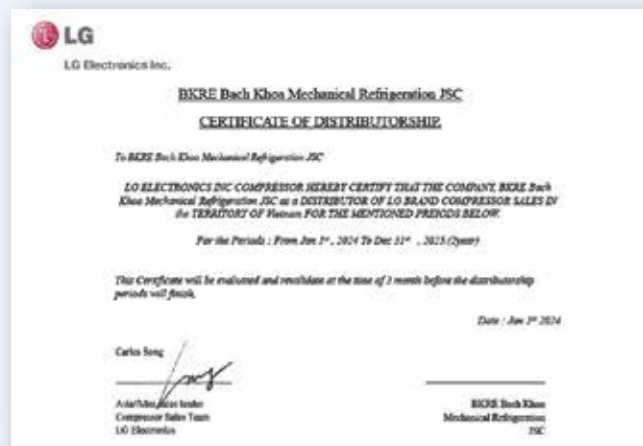 LG
LG Electronics Inc.
BKRE Bach Khoa Mechanical Refrigeration JSC
CERTIFICATE OF DISTRIBUTORSHIP.
To BKRE Bach Khoa Mechanical Refrigeration JSC
LG ELECTRONICS INC COMPRESSOR HEREBY CERTIFY THAT THE COMPANY, BKRE Bach
Khoa Mechanical Refrigeration JSC as a DISTRIBUTOR OF LG BRAND COMPRESSOR SALES IN
the TERRITORY OF Vietnam FOR THE MENTIONED PERIODS BELOW.
For the Periods : From Jan 1st , 2024 To Dec 31st , 2025.(2year)
This Certificate will be evaluated and revalidate at the time of 3 month before the distributorship
periods will finish.
Date : Jan 1st 2024
Carlos Song
Compressor Sales Team
LG Electronics
BKRE Bach Khoa
Mechanical Refrigeration
JSC